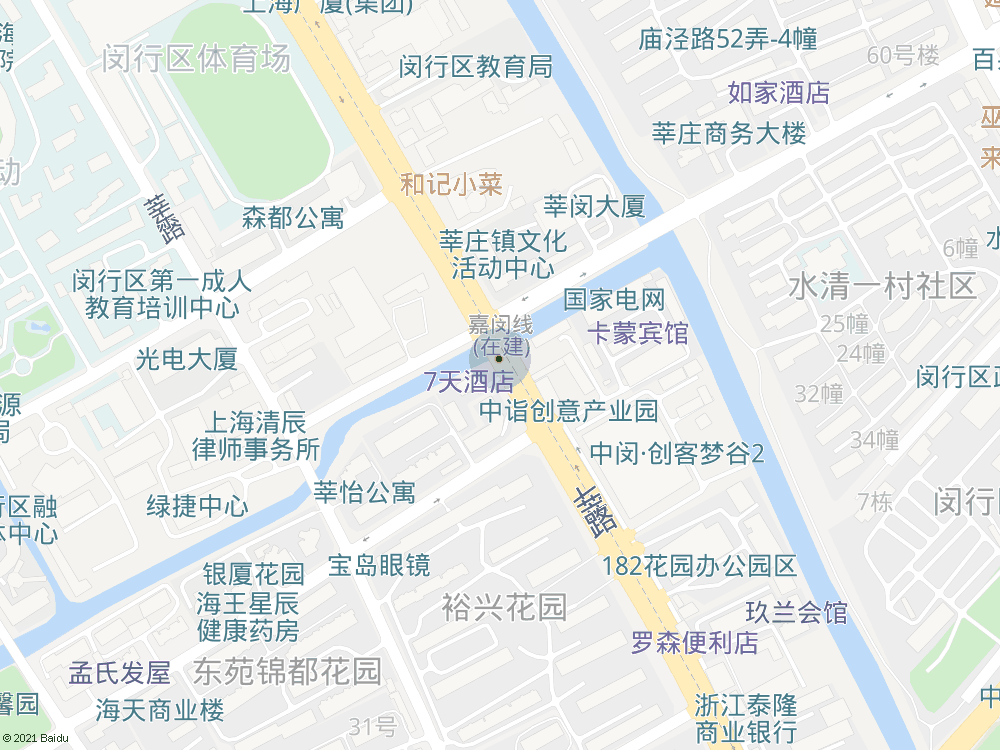 上海广厦(集团)
庙泾路52弄-4幢
60号楼
闵行区体育场
闵行区教育局
如家酒店
莘庄商务大楼
和记小菜
森都公寓
莘闵大厦
莘庄镇文化
活动中心
6幢
闵行区第一成人
教育培训中心
水清一村社区
国家电网
嘉闵线
(在建)
卡蒙宾馆
25幢
24幢
光电大厦
7天酒店
32幢
中诣创意产业园
上海清辰
律师事务所
34幢
中闵·创客梦谷2
莘怡公寓
绿捷中心
7栋
182花园办公园区
宝岛眼镜
银厦花园
海王星辰
健康药房
裕兴花园
玖兰会馆
罗森便利店
孟氏发屋
东苑锦都花园
海天商业楼
31号
浙江泰隆
商业银行
© 2021 Baidu